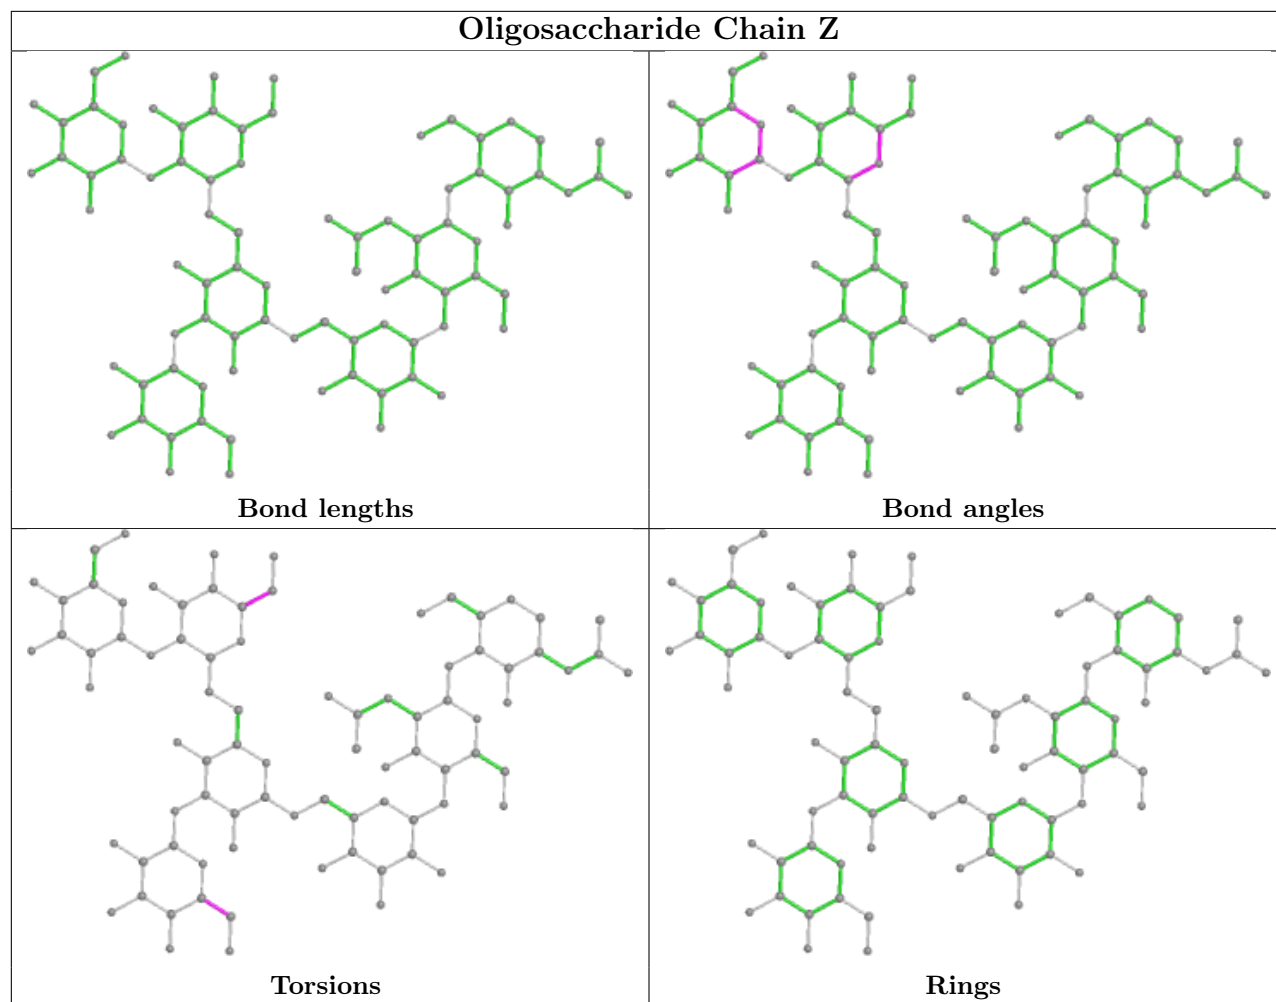 Oligosaccharide Chain Z
Bond lengths
Bond angles
Torsions
Rings